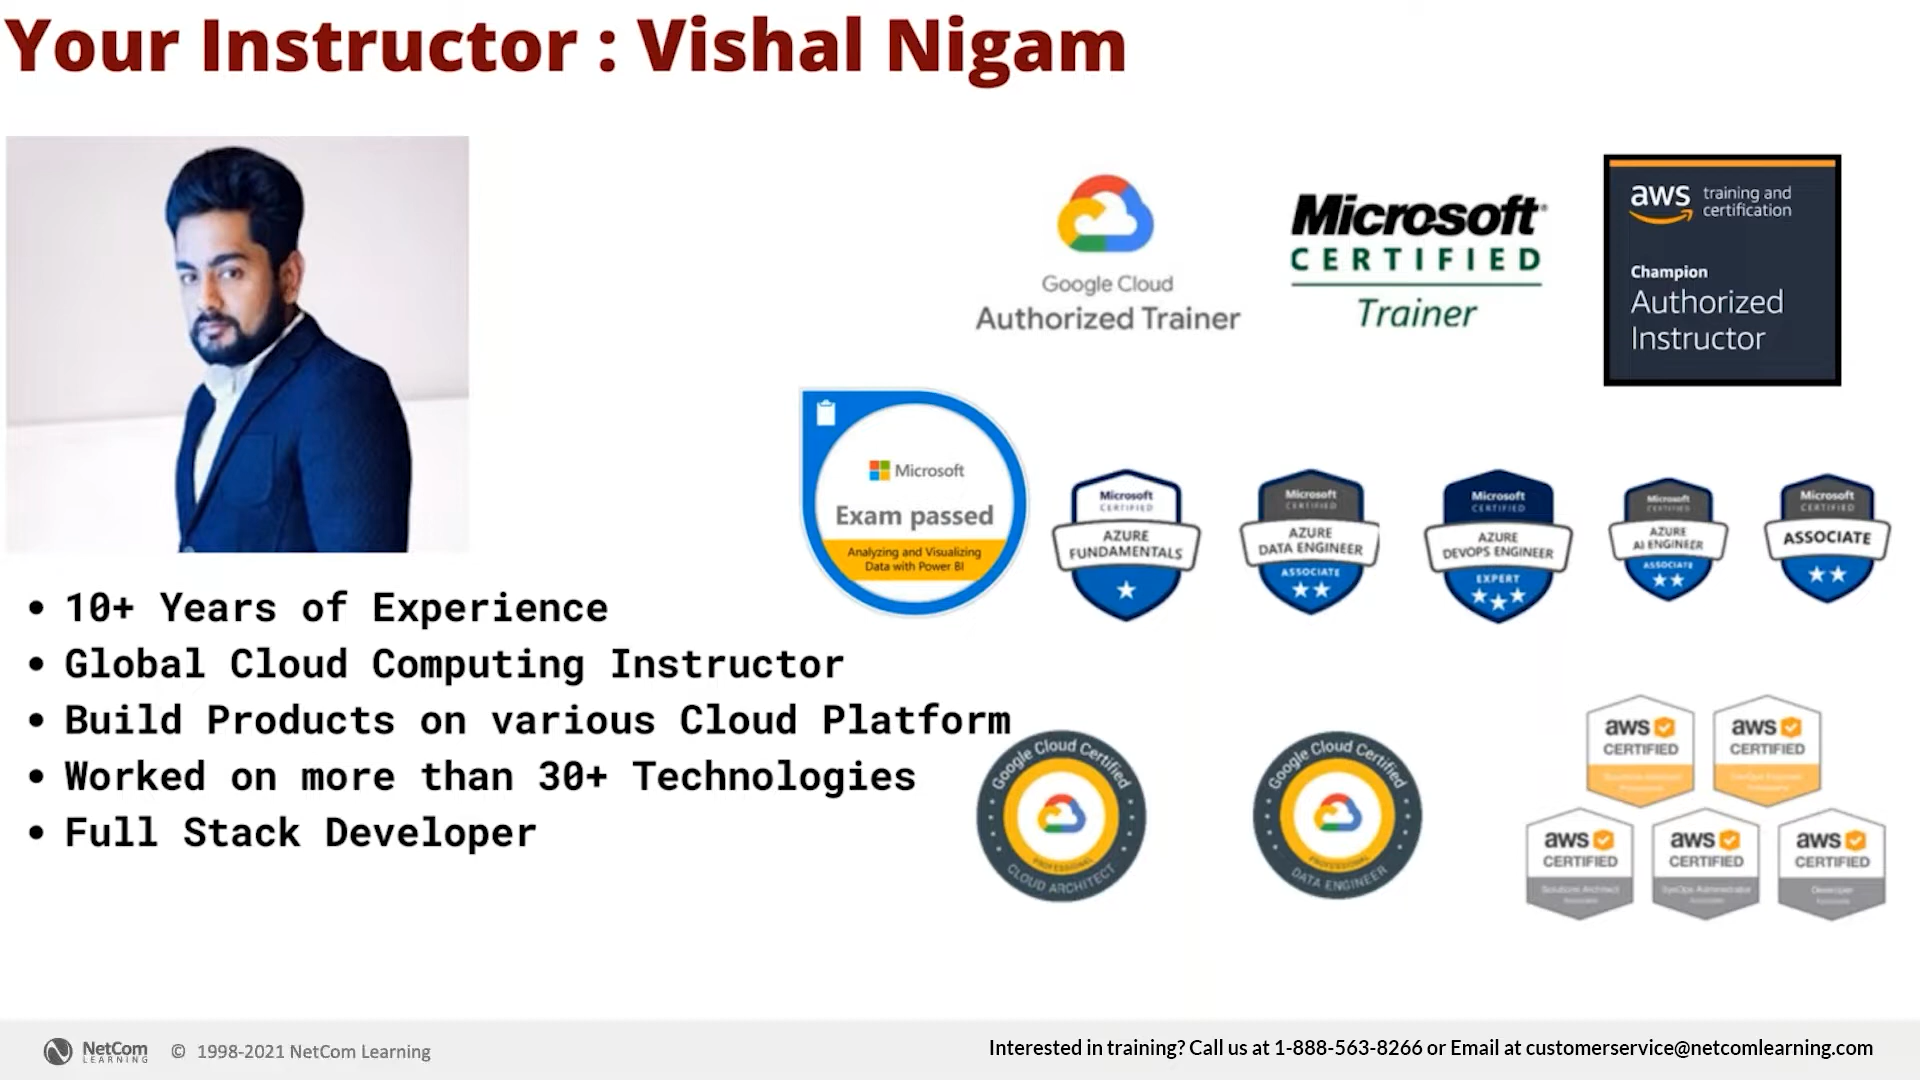 Your Instructor : Vishal Nigam
Google Cloud
Authorized Trainer
Microsoft®
CERTIFIED
Trainer
aws training and
certification
Champion
Authorized
Instructor
Microsoft
Exam passed
Analyzing and Visualizing
Data with Power BI
Microsoft
CERTIFIED
AZURE
FUNDAMENTALS
Microsoft
CERTIFIED
AZURE
DATA ENGINEER
ASSOCIATE
Microsoft
CERTIFIED
AZURE
DEVOPS ENGINEER
EXPERT
Microsoft
CERTIFIED
AZURE
AI ENGINEER
ASSOCIATE
Microsoft
CERTIFIED
ASSOCIATE
• 10+ Years of Experience
• Global Cloud Computing Instructor
• Build Products on various Cloud Platform
• Worked on more than 30+ Technologies
• Full Stack Developer
Google Cloud Certified
PROFESSIONAL
CLOUD ARCHITECT
Google Cloud Certified
PROFESSIONAL
DATA ENGINEER
aws
CERTIFIED
aws
CERTIFIED
aws
CERTIFIED
Solutions Architect
Associate
aws
CERTIFIED
SysOps Administrator
Associate
aws
CERTIFIED
Developer
Associate
NetCom
LEARNING
© 1998-2021 NetCom Learning
Interested in training? Call us at 1-888-563-8266 or Email at customerservice@netcomlearning.com